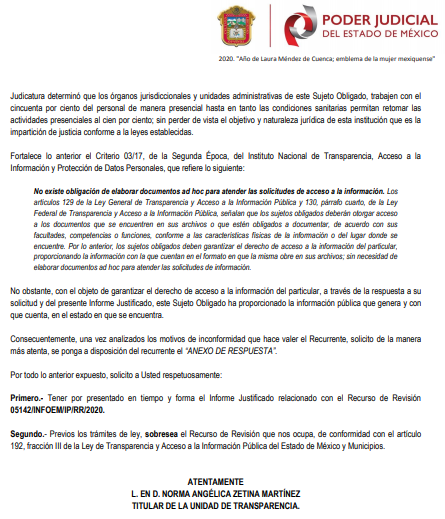 PODER JUDICIAL
DEL ESTADO DE MÉXICO
2020. "Año de Laura Méndez de Cuenca; emblema de la mujer mexiquense"
Judicatura determinó que los órganos jurisdiccionales y unidades administrativas de este Sujeto Obligado, trabajen con el
cincuenta por ciento del personal de manera presencial hasta en tanto las condiciones sanitarias permitan retomar las
actividades presenciales al cien por ciento; sin perder de vista el objetivo y naturaleza jurídica de esta institución que es la
impartición de justicia conforme a la leyes establecidas.
Fortalece lo anterior el Criterio 03/17, de la Segunda Época, del Instituto Nacional de Transparencia, Acceso a la
Información y Protección de Datos Personales, que refiere lo siguiente:
No existe obligación de elaborar documentos ad hoc para atender las solicitudes de acceso a la información. Los
artículos 129 de la Ley General de Transparencia y Acceso a la Información Pública y 130, párrafo cuarto, de la Ley
Federal de Transparencia y Acceso a la Información Pública, señalan que los sujetos obligados deberán otorgar acceso
a los documentos que se encuentren en sus archivos o que estén obligados a documentar, de acuerdo con sus
facultades, competencias o funciones, conforme a las características físicas de la información o del lugar donde se
encuentre. Por lo anterior, los sujetos obligados deben garantizar el derecho de acceso a la información del particular,
proporcionando la información con la que cuentan en el formato en que la misma obre en sus archivos; sin necesidad de
elaborar documentos ad hoc para atender las solicitudes de información.
No obstante, con el objeto de garantizar el derecho de acceso a la información del particular, a través de la respuesta a su
solicitud y del presente Informe Justificado, este Sujeto Obligado ha proporcionado la información pública que genera y con
que cuenta, en el estado en que se encuentra.
Consecuentemente, una vez analizados los motivos de inconformidad que hace valer el Recurrente, solicito de la manera
más atenta, se ponga a disposición del recurrente el "ANEXO DE RESPUESTA".
Por todo lo anterior expuesto, solicito a Usted respetuosamente:
Primero.- Tener por presentado en tiempo y forma el Informe Justificado relacionado con el Recurso de Revisión
05142/INFOEM/IP/RR/2020.
Segundo.- Previos los trámites de ley, sobresea el Recurso de Revisión que nos ocupa, de conformidad con el artículo
192, fracción III de la Ley de Transparencia y Acceso a la Información Pública del Estado de México y Municipios.
ATENTAMENTE
L. EN D. NORMA ANGÉLICA ZETINA MARTÍNEZ
TITULAR DE LA UNIDAD DE TRANSPARENCIA.